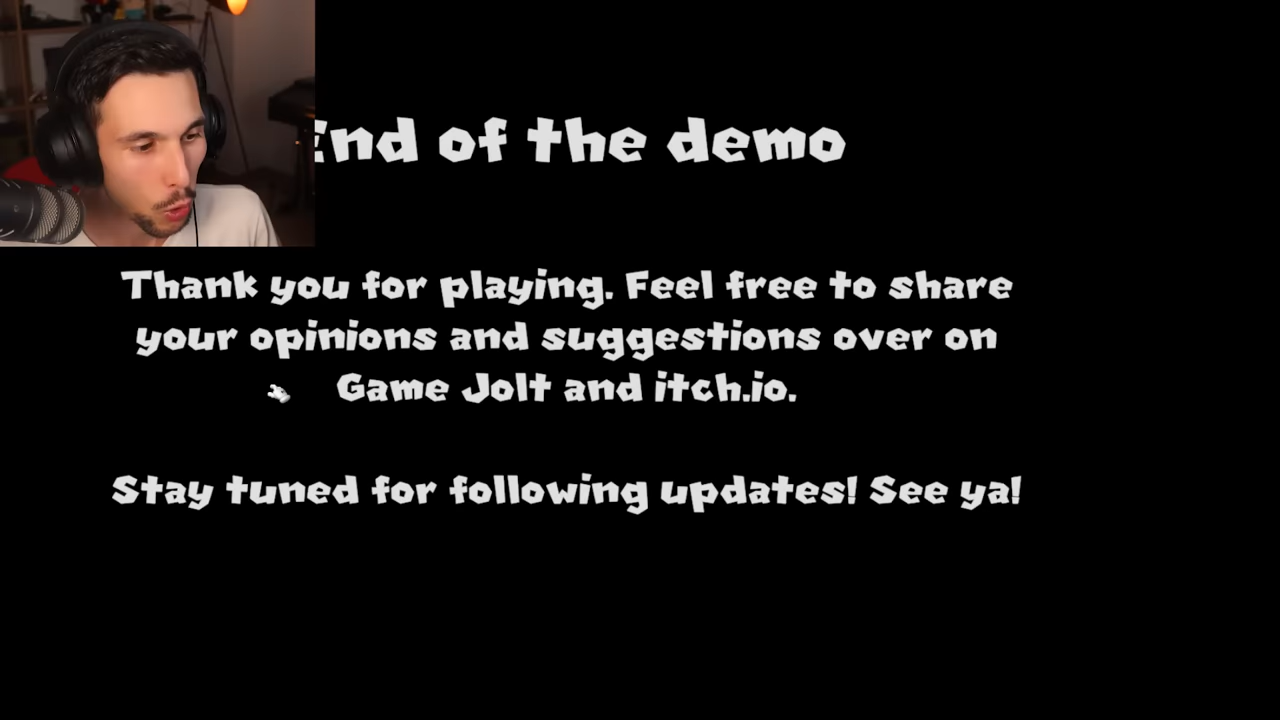 End of the demo
Thank you for playing. Feel free to share
your opinions and suggestions over on
Game Jolt and itch.io.
Stay tuned for following updates! See ya!